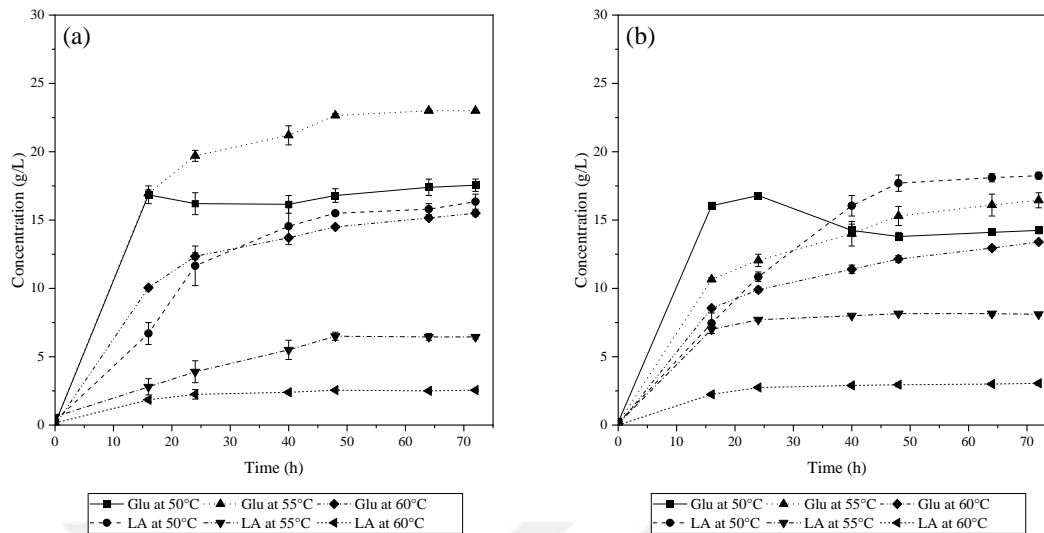 (a)
30
25
20
15
10
5
0
Concentration (g/L)
0 10 20 30 40 50 60 70
Time (h)
Glu at 50°C Glu at 55°C Glu at 60°C
LA at 50°C LA at 55°C LA at 60°C
(b)
30
25
20
15
10
5
0
Concentration (g/L)
0 10 20 30 40 50 60 70
Time (h)
Glu at 50°C Glu at 55°C Glu at 60°C
LA at 50°C LA at 55°C LA at 60°C